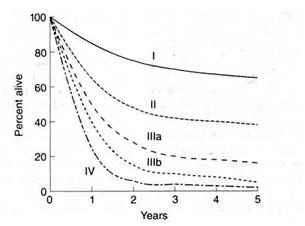 100
80
60
40
20
0
Percent alive
I
II
IIIa
IIIb
IV
0 1 2 3 4 5
Years